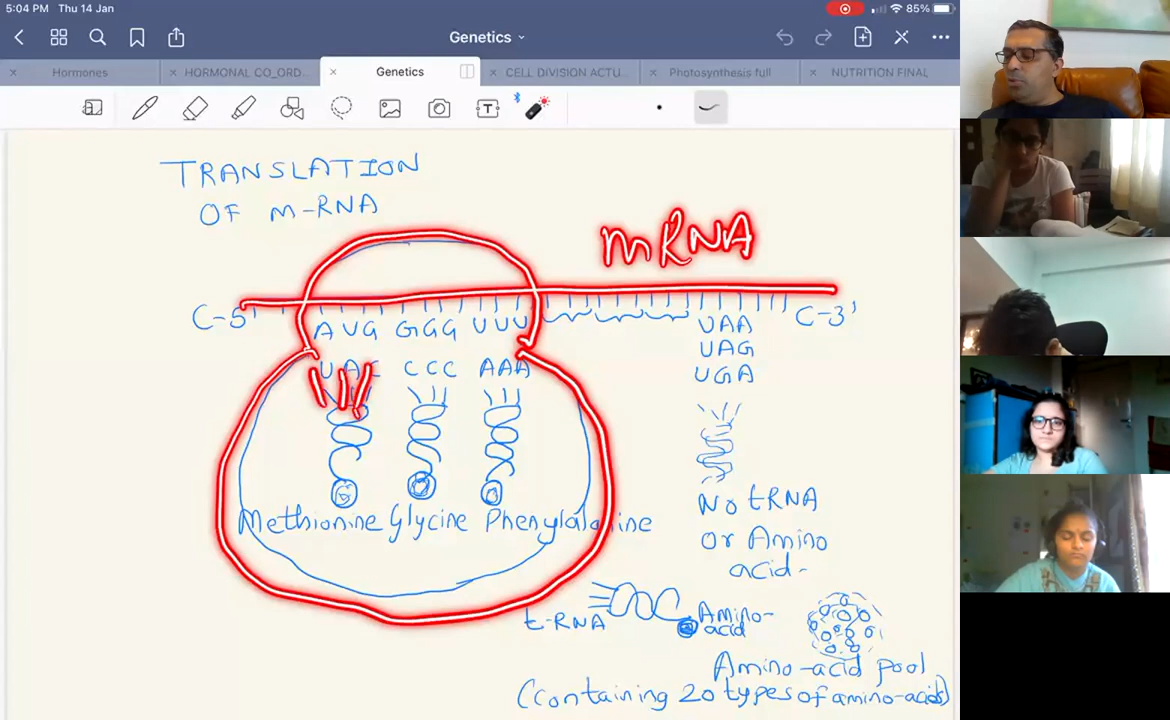 5:04 PM Thu 14 Jan
85%
Genetics
Hormones
HORMONAL CO_ORD...
Genetics
CELL DIVISION ACTU...
Photosynthesis full
NUTRITION FINAL
TRANSLATION
OF m-RNA
mRNA
C-5' AUG GGG UUU UAA C-3'
UAG
UAC CCC AAA UGA
Methionine Glycine Phenylalanine
No tRNA
Or Amino
acid-
t-RNA Amino-
acid
Amino-acid pool
(Containing 20 types of amino-acids)